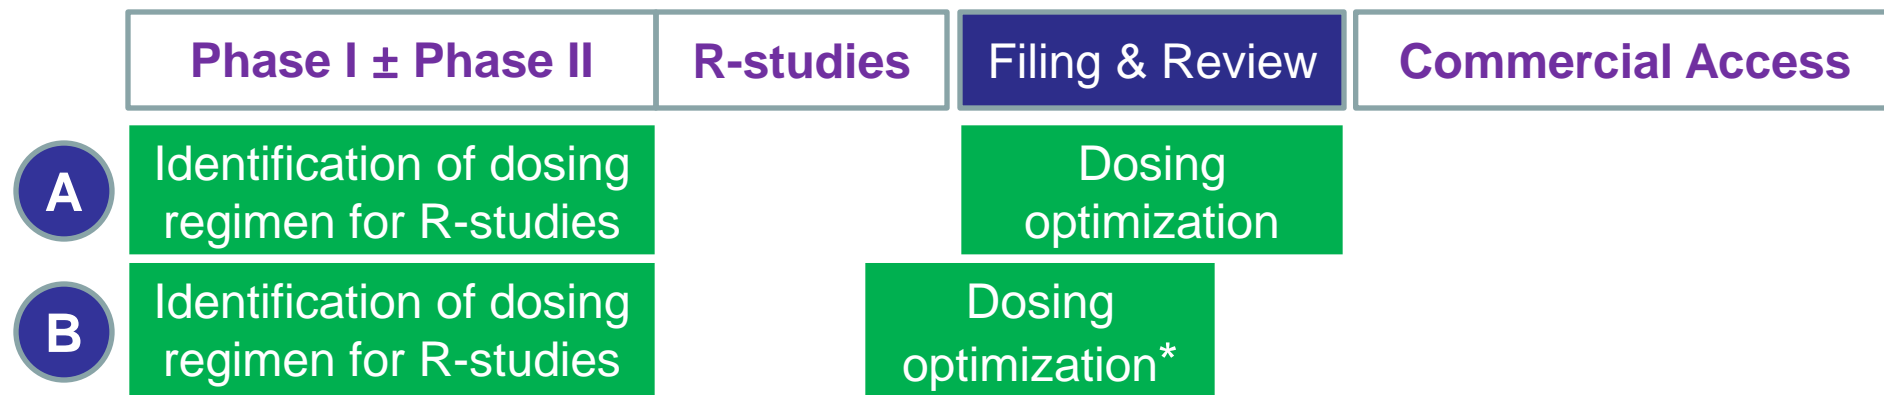 Phase I ± Phase II
R-studies
Filing & Review
Commercial Access
A
Identification of dosing
regimen for R-studies
Dosing
optimization
B
Identification of dosing
regimen for R-studies
Dosing
optimization*